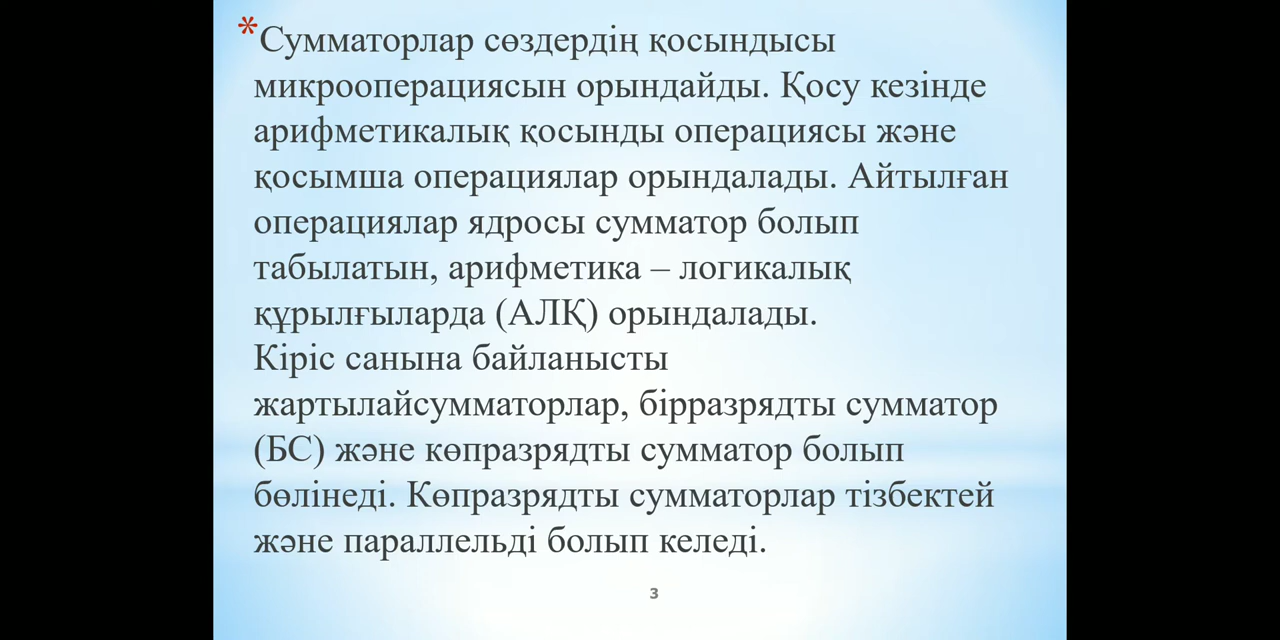 *Сумматорлар сөздердің қосындысы
микрооперациясын орындайды. Қосу кезінде
арифметикалық қосынды операциясы және
қосымша операциялар орындалады. Айтылған
операциялар ядросы сумматор болып
табылатын, арифметика – логикалық
құрылғыларда (АЛҚ) орындалады.
Кіріс санына байланысты
жартылайсумматорлар, бірразрядты сумматор
(БС) және көпразрядты сумматор болып
бөлінеді. Көпразрядты сумматорлар тізбектей
және параллельді болып келеді.
3